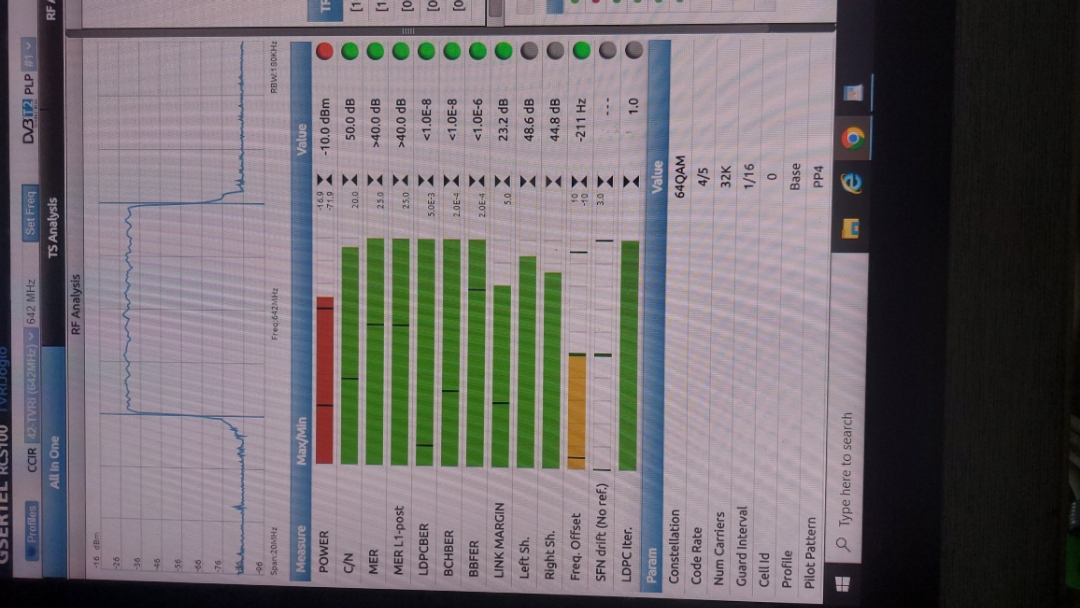 GSERTEL RCS100 TVRIJoglo
Profiles CCIR 42-TVRI (642MHz) 642 MHz Set Freq DVB T2 PLP #1
All In One TS Analysis RF A
RF Analysis
-16 dBm
-26
-36
-46
-56
-66
-76
-96
Span:20MHz Freq:642MHz RBW:180KHz
Measure Max/Min Value
POWER -16.9 -71.9 -10.0 dBm
C/N 20.0 50.0 dB
MER 25.0 >40.0 dB
MER L1-post 25.0 >40.0 dB
LDPCBER 5.0E-3 <1.0E-8
BCHBER 2.0E-4 <1.0E-8
BBFER 2.0E-4 <1.0E-6
LINK MARGIN 5.0 23.2 dB
Left Sh. 48.6 dB
Right Sh. 44.8 dB
Freq. Offset 10 -10 -211 Hz
SFN drift (No ref.) 3.0 ---
LDPC Iter. 1.0
Param Value
Constellation 64QAM
Code Rate 4/5
Num Carriers 32K
Guard Interval 1/16
Cell Id 0
Profile Base
Pilot Pattern PP4
Type here to search